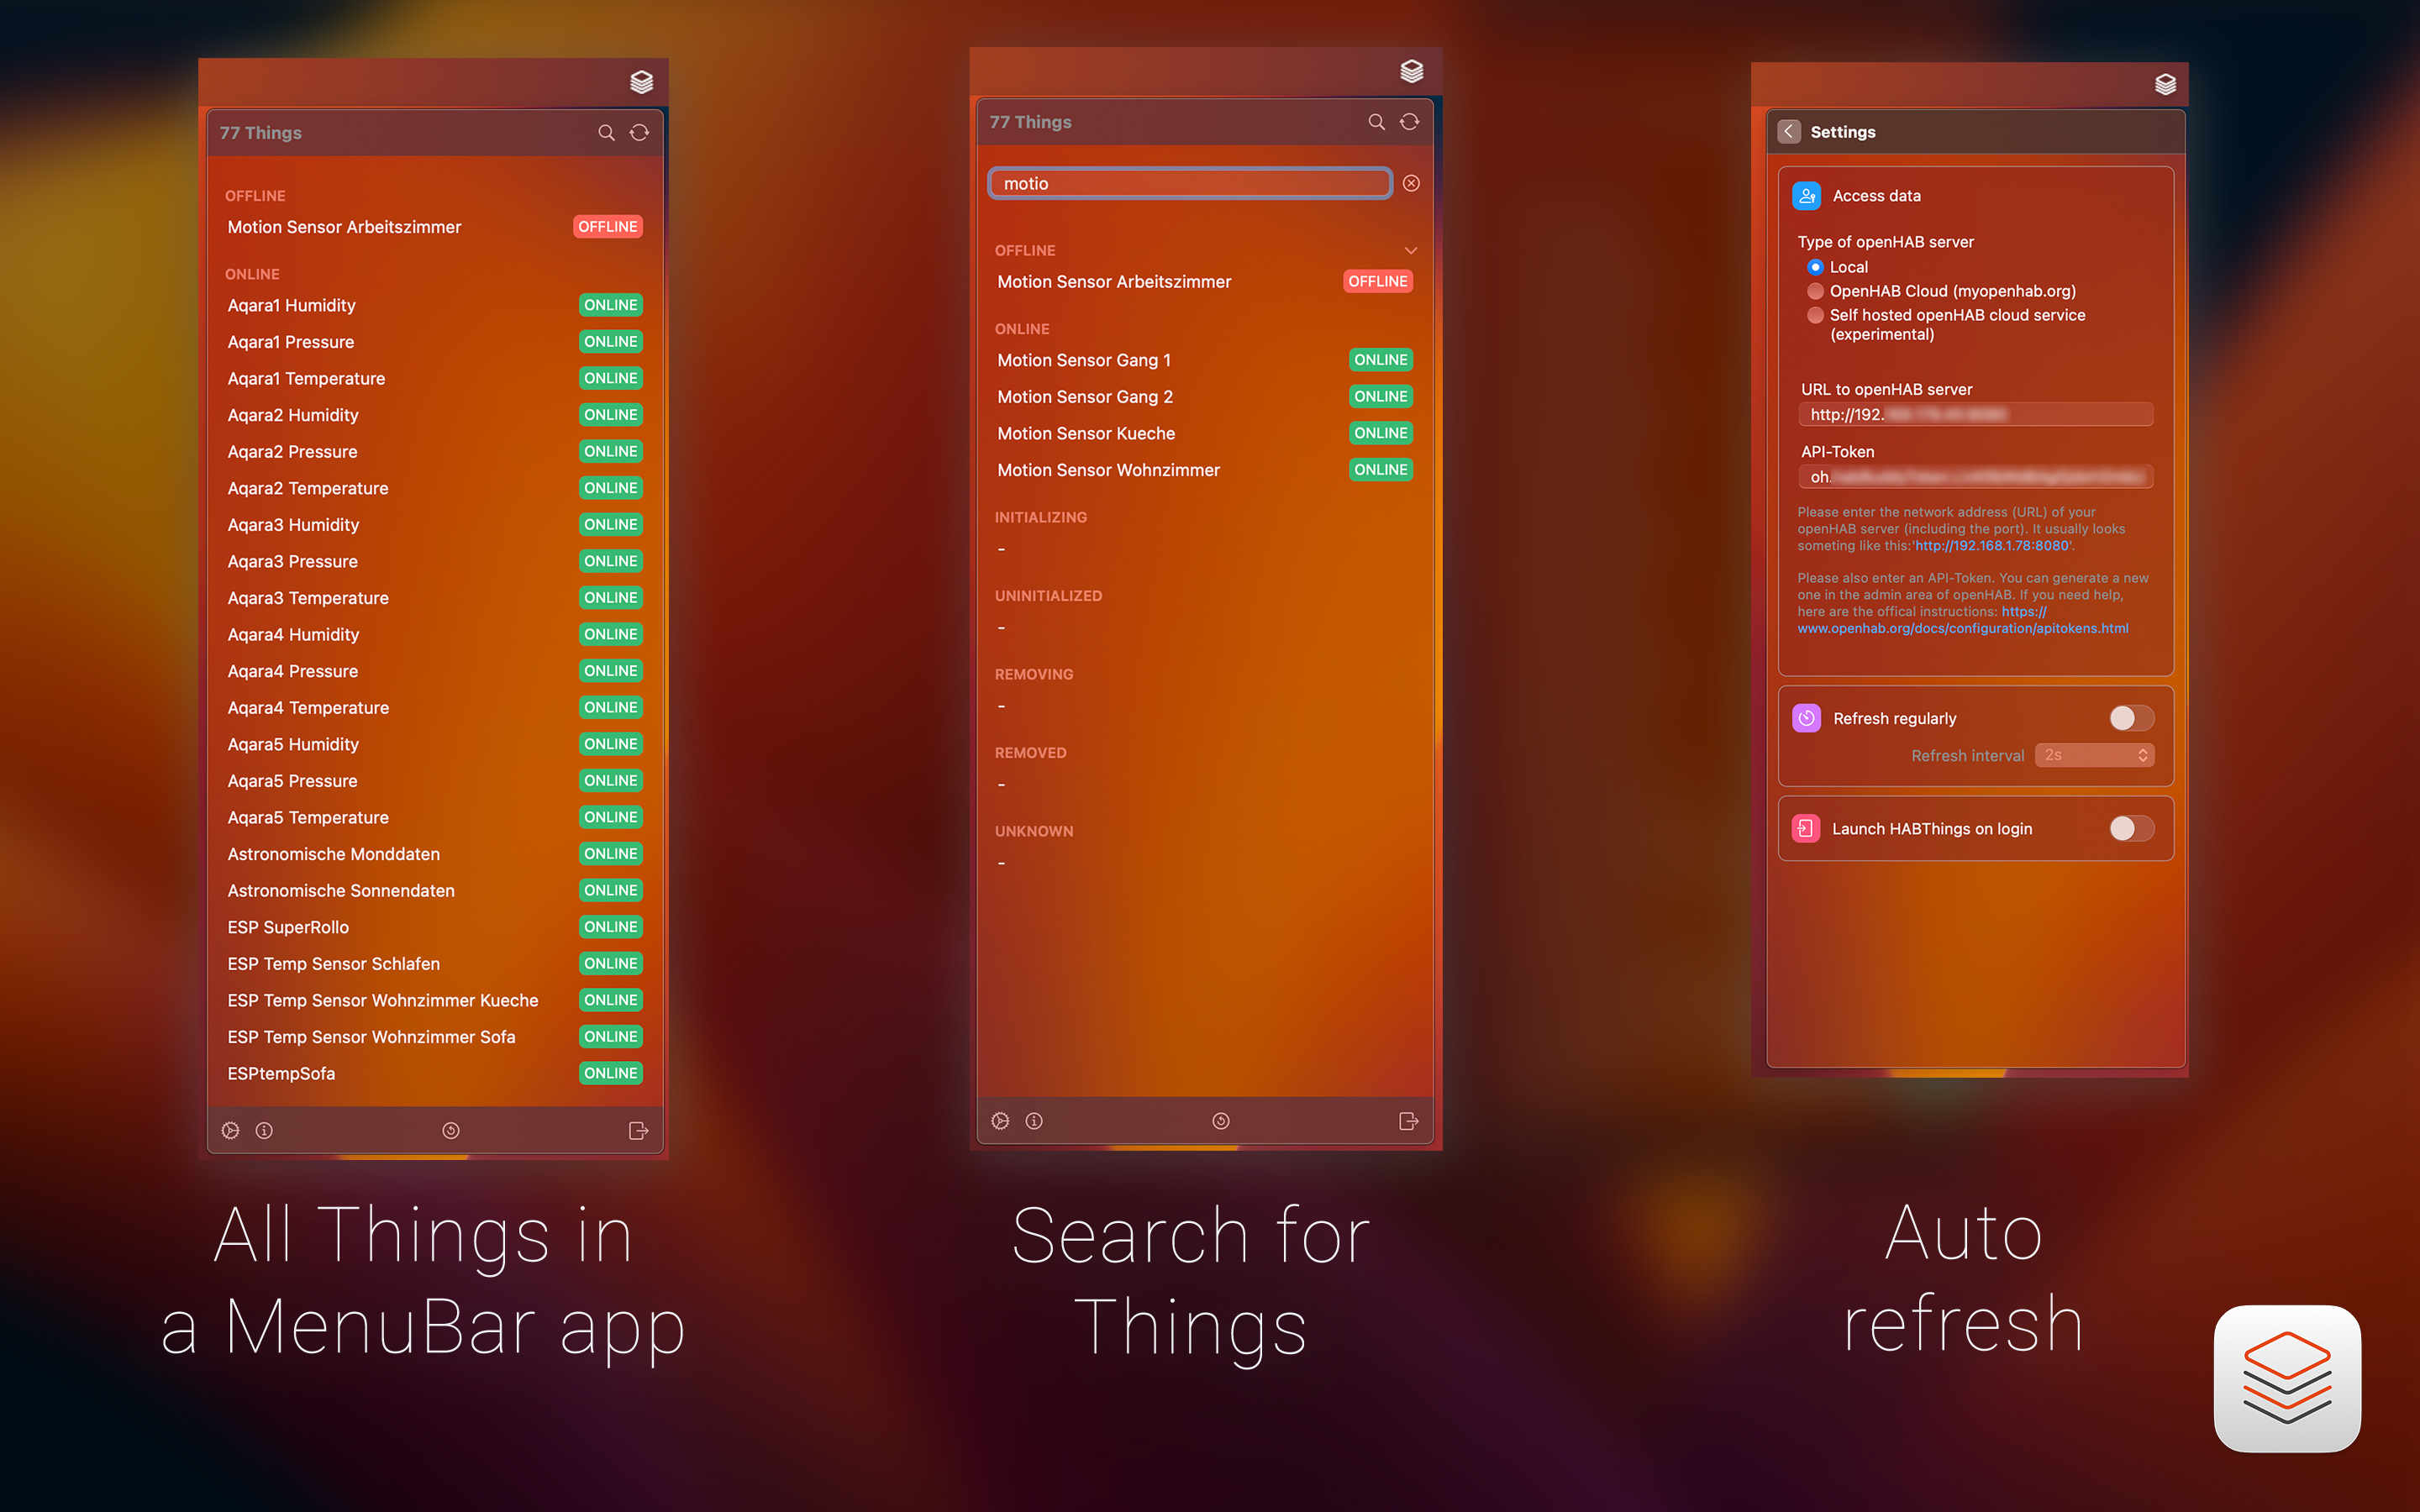 77 Things
OFFLINE
Motion Sensor Arbeitszimmer OFFLINE
ONLINE
Aqara1 Humidity ONLINE
Aqara1 Pressure ONLINE
Aqara1 Temperature ONLINE
Aqara2 Humidity ONLINE
Aqara2 Pressure ONLINE
Aqara2 Temperature ONLINE
Aqara3 Humidity ONLINE
Aqara3 Pressure ONLINE
Aqara3 Temperature ONLINE
Aqara4 Humidity ONLINE
Aqara4 Pressure ONLINE
Aqara4 Temperature ONLINE
Aqara5 Humidity ONLINE
Aqara5 Pressure ONLINE
Aqara5 Temperature ONLINE
Astronomische Monddaten ONLINE
Astronomische Sonnendaten ONLINE
ESP SuperRollo ONLINE
ESP Temp Sensor Schlafen ONLINE
ESP Temp Sensor Wohnzimmer Kueche ONLINE
ESP Temp Sensor Wohnzimmer Sofa ONLINE
ESPtempSofa ONLINE
All Things in
a MenuBar app
77 Things
motio
OFFLINE
Motion Sensor Arbeitszimmer OFFLINE
ONLINE
Motion Sensor Gang 1 ONLINE
Motion Sensor Gang 2 ONLINE
Motion Sensor Kueche ONLINE
Motion Sensor Wohnzimmer ONLINE
INITIALIZING
-
UNINITIALIZED
-
REMOVING
-
REMOVED
-
UNKNOWN
-
Search for
Things
Settings
Access data
Type of openHAB server
Local
OpenHAB Cloud (myopenhab.org)
Self hosted openHAB cloud service
(experimental)
URL to openHAB server
http://192.
API-Token
oh.
Please enter the network address (URL) of your
openHAB server (including the port). It usually looks
someting like this:'http://192.168.1.78:8080'.
Please also enter an API-Token. You can generate a new
one in the admin area of openHAB. If you need help,
here are the offical instructions: https://
www.openhab.org/docs/configuration/apitokens.html
Refresh regularly
Refresh interval 2s
Launch HABThings on login
Auto
refresh